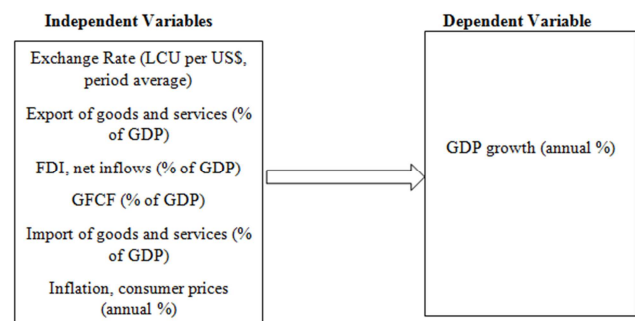 Independent Variables
Exchange Rate (LCU per US$,
period average)
Export of goods and services (%
of GDP)
FDI, net inflows (% of GDP)
GFCF (% of GDP)
Import of goods and services (%
of GDP)
Inflation, consumer prices
(annual %)
Dependent Variable
GDP growth (annual %)